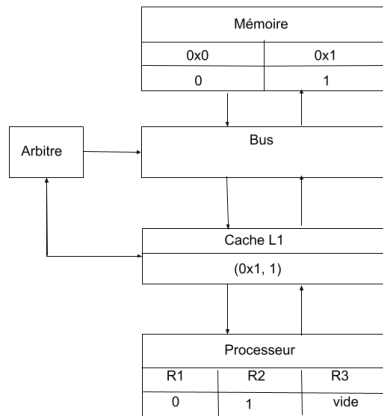 Mémoire
0x0 0x1
0 1
Bus
Arbitre
Cache L1
(0x1, 1)
Processeur
R1 R2 R3
0 1 vide